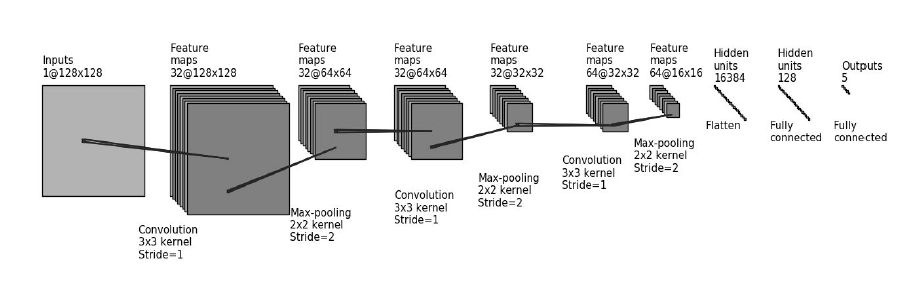 Inputs
1@128x128
Feature
maps
32@128x128
Feature
maps
32@64x64
Feature
maps
32@64x64
Feature
maps
32@32x32
Feature
maps
64@32x32
Feature
maps
64@16x16
Hidden
units
16384
Hidden
units
128
Outputs
5
Convolution
3x3 kernel
Stride=1
Max-pooling
2x2 kernel
Stride=2
Convolution
3x3 kernel
Stride=1
Max-pooling
2x2 kernel
Stride=2
Convolution
3x3 kernel
Stride=1
Max-pooling
2x2 kernel
Stride=2
Flatten
Fully
connected
Fully
connected